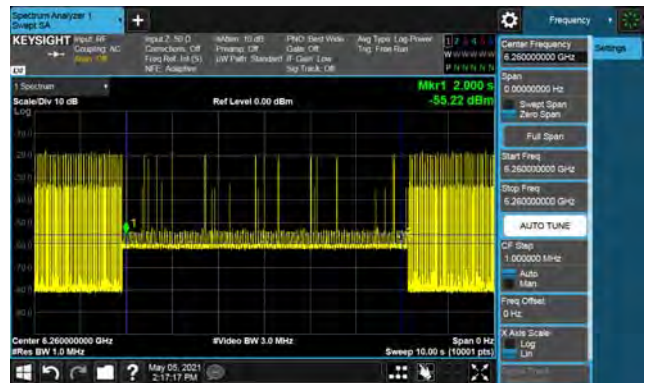 Spectrum Analyzer 1
Swept SA
Frequency
KEYSIGHT
Input: RF
Coupling: AC
Align: Off
Input Z: 50 Ω
Corrections: Off
Freq Ref: Int (S)
NFE: Adaptive
#Atten: 10 dB
Preamp: Off
µW Path: Standard
PNO: Best Wide
Gate: Off
IF Gain: Low
Sig Track: Off
Avg Type: Log-Power
Trig: Free Run
1 2 3 4 5 6
W W W W W W
P N N N N N
1 Spectrum
Mkr1 2.000 s
Scale/Div 10 dB
Ref Level 0.00 dBm
-55.22 dBm
Log
1
Center 6.260000000 GHz
#Video BW 3.0 MHz
Span 0 Hz
#Res BW 1.0 MHz
Sweep 10.00 s (10001 pts)
?
May 05, 2021
2:17:17 PM
Center Frequency
6.260000000 GHz
Settings
Span
0.00000000 Hz
Swept Span
Zero Span
Full Span
Start Freq
6.260000000 GHz
Stop Freq
6.260000000 GHz
AUTO TUNE
CF Step
1.000000 MHz
Auto
Man
Freq Offset
0 Hz
X Axis Scale
Log
Lin